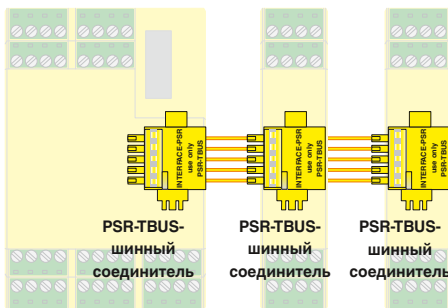 INTERFACE-PSR
use only
PSR-TBUS
INTERFACE-PSR
use only
PSR-TBUS
INTERFACE-PSR
use only
PSR-TBUS
PSR-TBUS-
шинный
соединитель
PSR-TBUS-
шинный
соединитель
PSR-TBUS-
шинный
соединитель